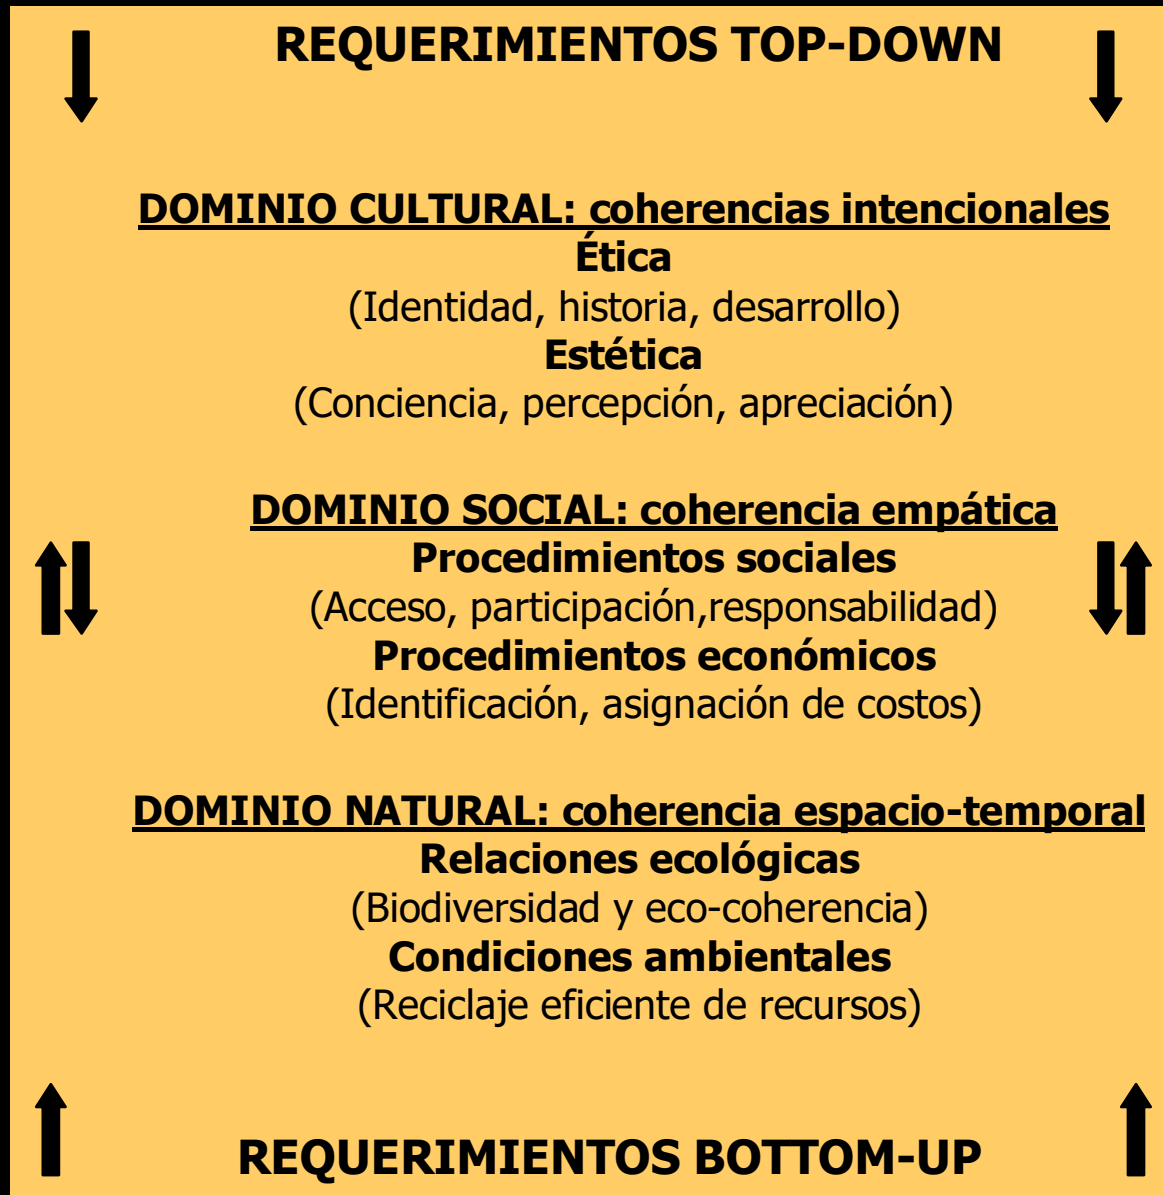 REQUERIMIENTOS TOP-DOWN
DOMINIO CULTURAL: coherencias intencionales
Ética
(Identidad, historia, desarrollo)
Estética
(Conciencia, percepción, apreciación)
DOMINIO SOCIAL: coherencia empática
Procedimientos sociales
(Acceso, participación,responsabilidad)
Procedimientos económicos
(Identificación, asignación de costos)
DOMINIO NATURAL: coherencia espacio-temporal
Relaciones ecológicas
(Biodiversidad y eco-coherencia)
Condiciones ambientales
(Reciclaje eficiente de recursos)
REQUERIMIENTOS BOTTOM-UP